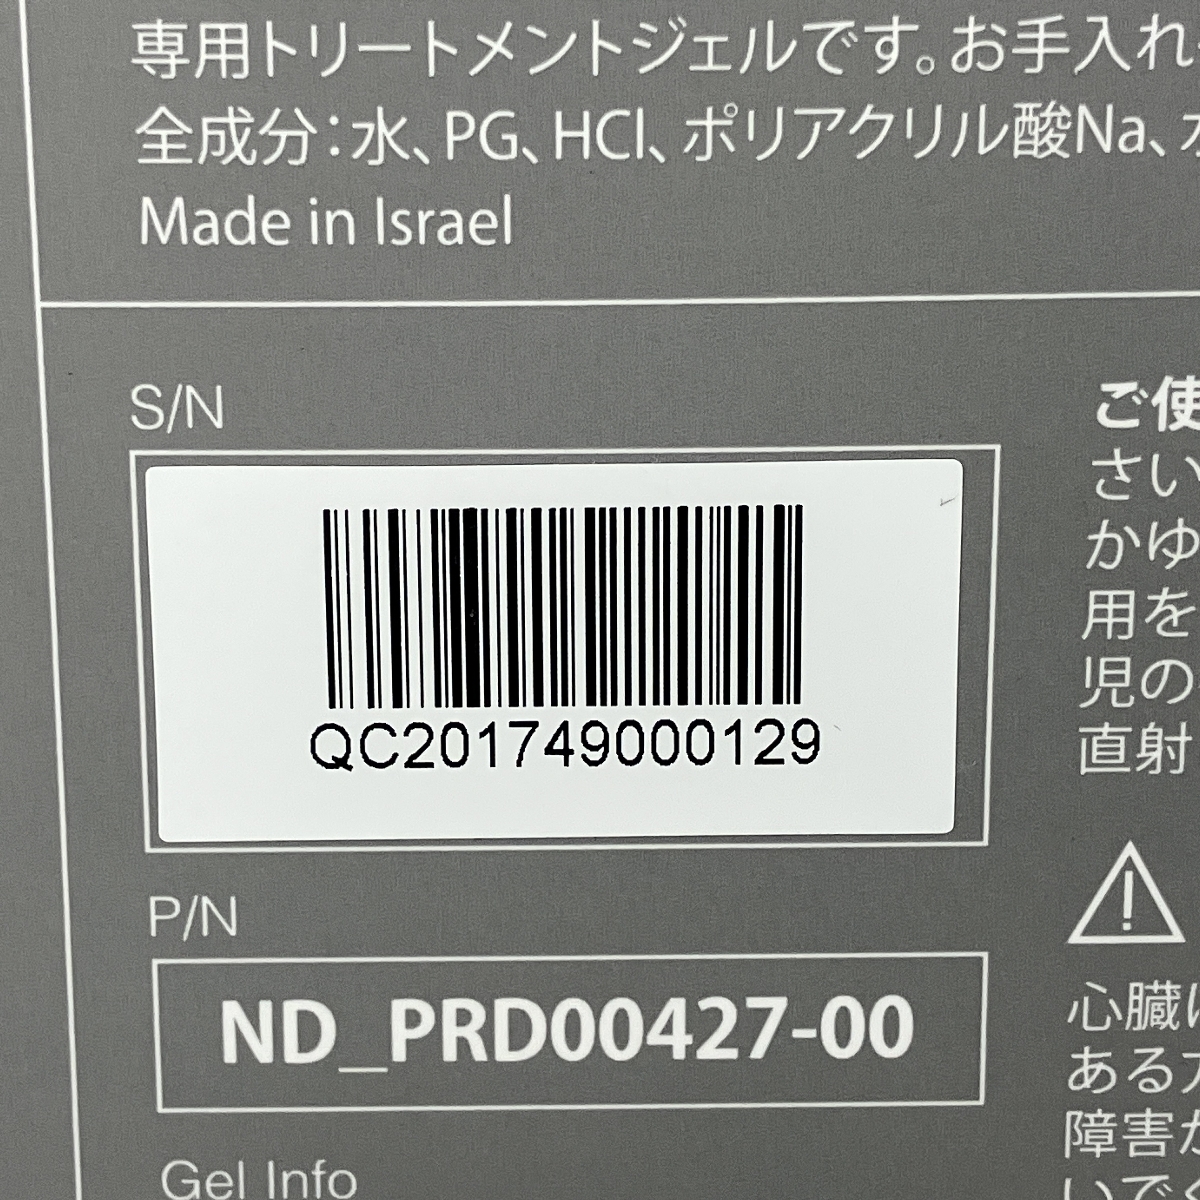 専用トリートメントジェルです。お手入れ
全成分：水、PG、HCl、ポリアクリル酸Na、
Made in Israel
S/N
QC201749000129
P/N
ND_PRD00427-00
Gel Info
ご使
さい
かゆ
用を
児の
直射
心臓
ある
障害
いで